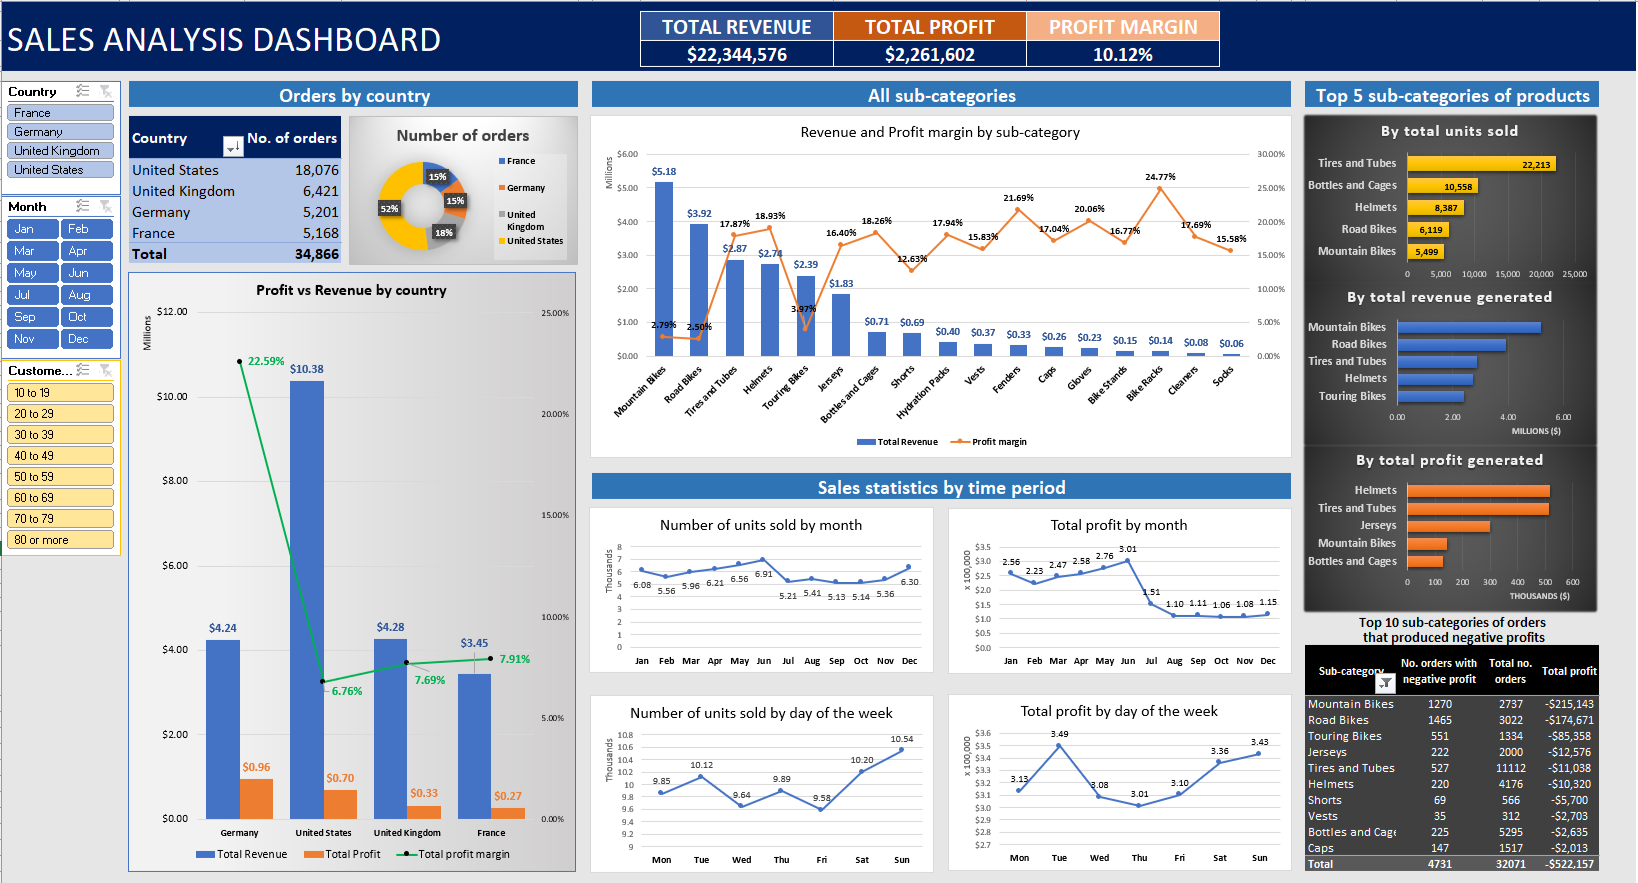 SALES ANALYSIS DASHBOARD
TOTAL REVENUE TOTAL PROFIT PROFIT MARGIN
$22,344,576 $2,261,602 10.12%
Country
France
Germany
United Kingdom
United States
Month
Jan Feb
Mar Apr
May Jun
Jul Aug
Sep Oct
Nov Dec
Custome...
10 to 19
20 to 29
30 to 39
40 to 49
50 to 59
60 to 69
70 to 79
80 or more
Orders by country
Country No. of orders
United States 18,076
United Kingdom 6,421
Germany 5,201
France 5,168
Total 34,866
Number of orders
15%
15%
18%
52%
France
Germany
United
Kingdom
United States
Profit vs Revenue by country
Millions
$12.00
$10.00
$8.00
$6.00
$4.00
$2.00
$0.00
25.00%
20.00%
15.00%
10.00%
5.00%
0.00%
22.59%
$10.38
$4.24 $4.28 $3.45
6.76% 7.69% 7.91%
$0.96 $0.70 $0.33 $0.27
Germany United States United Kingdom France
Total Revenue Total Profit Total profit margin
All sub-categories
Revenue and Profit margin by sub-category
Millions
$6.00
$5.00
$4.00
$3.00
$2.00
$1.00
$0.00
30.00%
25.00%
20.00%
15.00%
10.00%
5.00%
0.00%
$5.18 $3.92 $2.87 $2.74 $2.39 $1.83 $0.71 $0.69 $0.40 $0.37 $0.33 $0.26 $0.23 $0.15 $0.14 $0.08 $0.06
2.79% 2.50% 17.87% 18.93% 3.97% 16.40% 18.26% 12.63% 17.94% 15.83% 21.69% 17.04% 20.06% 16.77% 24.77% 17.69% 15.58%
Mountain Bikes Road Bikes Tires and Tubes Helmets Touring Bikes Jerseys Bottles and Cages Shorts Hydration Packs Vests Fenders Caps Gloves Bike Stands Bike Racks Cleaners Socks
Total Revenue Profit margin
Sales statistics by time period
Number of units sold by month
Thousands
8
7
6
5
4
3
2
1
0
6.08 5.56 5.96 6.21 6.56 6.91 5.21 5.41 5.13 5.14 5.36 6.30
Jan Feb Mar Apr May Jun Jul Aug Sep Oct Nov Dec
Total profit by month
x 100,000
$3.5
$3.0
$2.5
$2.0
$1.5
$1.0
$0.5
$0.0
2.56 2.23 2.47 2.58 2.76 3.01 1.51 1.10 1.11 1.06 1.08 1.15
Jan Feb Mar Apr May Jun Jul Aug Sep Oct Nov Dec
Number of units sold by day of the week
Thousands
10.8
10.6
10.4
10.2
10
9.8
9.6
9.4
9.2
9
9.85 10.12 9.64 9.89 9.58 10.20 10.54
Mon Tue Wed Thu Fri Sat Sun
Total profit by day of the week
x 100,000
$3.6
$3.5
$3.4
$3.3
$3.2
$3.1
$3.0
$2.9
$2.8
$2.7
3.13 3.49 3.08 3.01 3.10 3.36 3.43
Mon Tue Wed Thu Fri Sat Sun
Top 5 sub-categories of products
By total units sold
Tires and Tubes 22,213
Bottles and Cages 10,558
Helmets 8,387
Road Bikes 6,119
Mountain Bikes 5,499
0 5,000 10,000 15,000 20,000 25,000
By total revenue generated
Mountain Bikes
Road Bikes
Tires and Tubes
Helmets
Touring Bikes
0.00 2.00 4.00 6.00
MILLIONS ($)
By total profit generated
Helmets
Tires and Tubes
Jerseys
Mountain Bikes
Bottles and Cages
0 100 200 300 400 500 600
THOUSANDS ($)
Top 10 sub-categories of orders
that produced negative profits
Sub-category No. orders with negative profit Total no. orders Total profit
Mountain Bikes 1270 2737 -$215,143
Road Bikes 1465 3022 -$174,671
Touring Bikes 551 1334 -$85,358
Jerseys 222 2000 -$12,576
Tires and Tubes 527 11112 -$11,038
Helmets 220 4176 -$10,320
Shorts 69 566 -$5,700
Vests 35 312 -$2,703
Bottles and Cage 225 5295 -$2,635
Caps 147 1517 -$2,013
Total 4731 32071 -$522,157